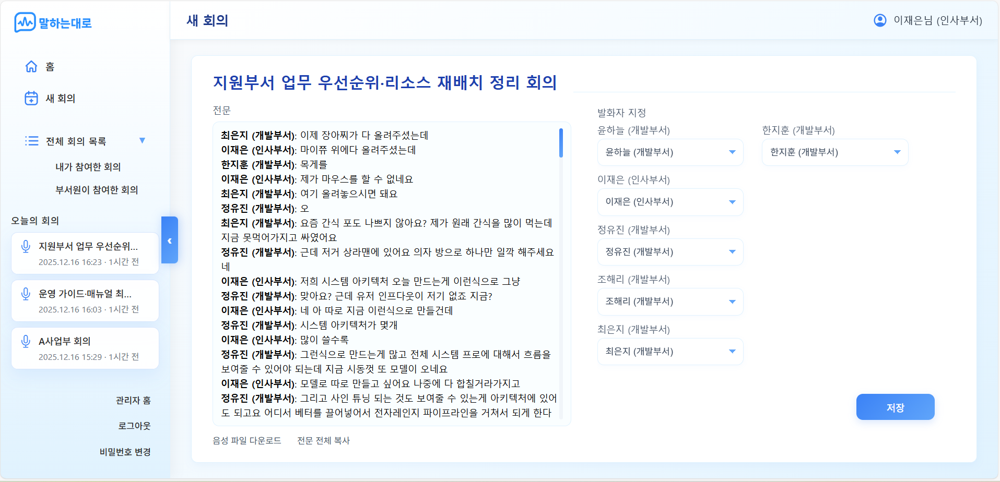 말하는대로
홈
새 회의
전체 회의 목록
내가 참여한 회의
부서원이 참여한 회의
오늘의 회의
지원부서 업무 우선순위...
2025.12.16 16:23 · 1시간 전
운영 가이드·매뉴얼 최...
2025.12.16 16:03 · 1시간 전
A사업부 회의
2025.12.16 15:29 · 1시간 전
관리자 홈
로그아웃
비밀번호 변경
새 회의
이재은님 (인사부서)
지원부서 업무 우선순위·리소스 재배치 정리 회의
전문
최은지 (개발부서): 이제 장아찌가 다 올려주셨는데
이재은 (인사부서): 마이쮸 위에다 올려주셨는데
한지훈 (개발부서): 목게를
이재은 (인사부서): 제가 마우스를 할 수 없네요
최은지 (개발부서): 여기 올려놓으시면 돼요
정유진 (개발부서): 오
최은지 (개발부서): 요즘 간식 포도 나쁘지 않아요? 제가 원래 간식을 많이 먹는데
지금 못먹어가지고 싸였어요
정유진 (개발부서): 근데 저거 상라맨에 있어요 의자 방으로 하나만 일깍 해주세요
네
이재은 (인사부서): 저희 시스템 아키텍처 오늘 만드는게 이런식으로 그냥
정유진 (개발부서): 맞아요? 근데 유저 인프다웃이 저기 없죠 지금?
이재은 (인사부서): 네 아 따로 지금 이런식으로 만들건데
정유진 (개발부서): 시스템 아키텍처가 몇개
이재은 (인사부서): 많이 쓸수록
정유진 (개발부서): 그런식으로 만드는게 많고 전체 시스템 프로에 대해서 흐름을
보여줄 수 있어야 되는데 지금 시동껏 또 모델이 오네요
이재은 (인사부서): 모델로 따로 만들고 싶어요 나중에 다 합칠거라가지고
정유진 (개발부서): 그리고 사인 튜닝 되는 것도 보여줄 수 있는게 아키텍처에 있어
도 되고요 어디서 베터를 끌어넣어서 전자레인지 파이프라인을 거쳐서 되게 한다
음성 파일 다운로드
전문 전체 복사
발화자 지정
윤하늘 (개발부서)
윤하늘 (개발부서)
한지훈 (개발부서)
한지훈 (개발부서)
이재은 (인사부서)
이재은 (인사부서)
정유진 (개발부서)
정유진 (개발부서)
조해리 (개발부서)
조해리 (개발부서)
최은지 (개발부서)
최은지 (개발부서)
저장